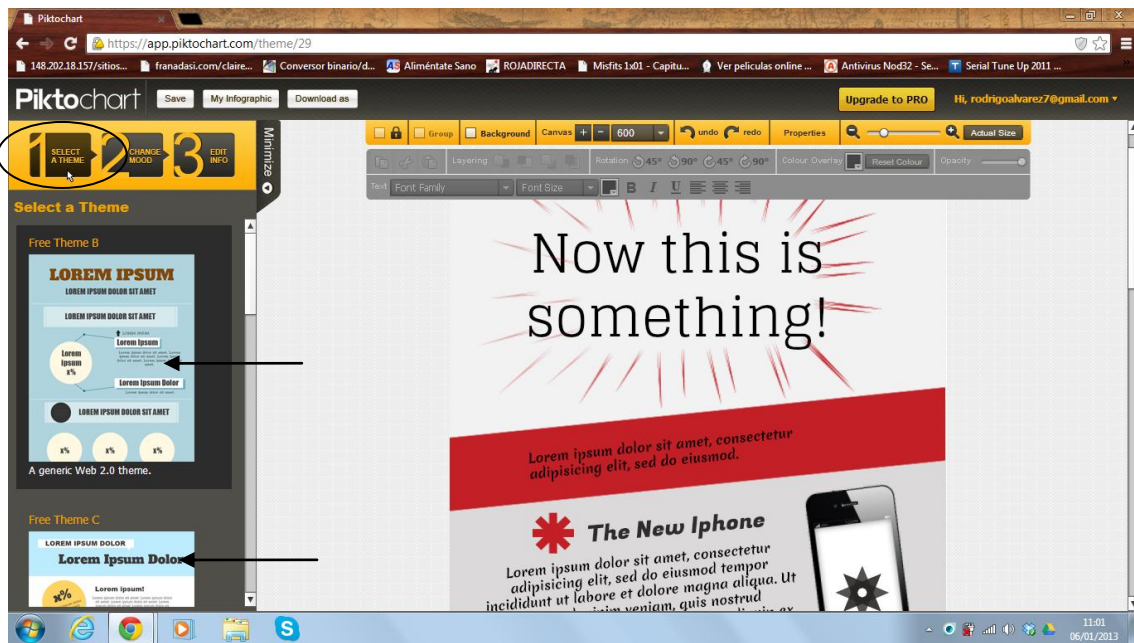 Piktochart
https://app.piktochart.com/theme/29
148.202.18.157/sitios...
franadasi.com/claire...
Conversor binario/d...
Aliméntate Sano
ROJADIRECTA
Misfits 1x01 - Capitu...
Ver peliculas online ...
Antivirus Nod32 - Se...
Serial Tune Up 2011 ...
Piktochart
Save
My Infographic
Download as
Upgrade to PRO
Hi, rodrigoalvarez7@gmail.com
1 SELECT A THEME
2 CHANGE MOOD
3 EDIT INFO
Minimize
Group
Background
Canvas + - 600
undo
redo
Properties
Actual Size
Layering
Rotation 45° 90° 45° 90°
Colour Overlay
Reset Colour
Opacity
Text
Font Family
Font Size
B I U
Select a Theme
Free Theme B
LOREM IPSUM
LOREM IPSUM DOLOR SIT AMET
LOREM IPSUM DOLOR SIT AMET
Lorem Ipsum
Lorem
Ipsum
x%
Lorem Ipsum Dolor
LOREM IPSUM DOLOR SIT AMET
x% x% x%
A generic Web 2.0 theme.
Free Theme C
LOREM IPSUM DOLOR
Lorem Ipsum Dolor
x%
Lorem Ipsum!
Now this is
something!
Lorem ipsum dolor sit amet, consectetur
adipisicing elit, sed do eiusmod.
The New Iphone
Lorem ipsum dolor sit amet, consectetur
adipisicing elit, sed do eiusmod tempor
incididunt ut labore et dolore magna aliqua. Ut
veniam, quis nostrud
11:01
06/01/2013